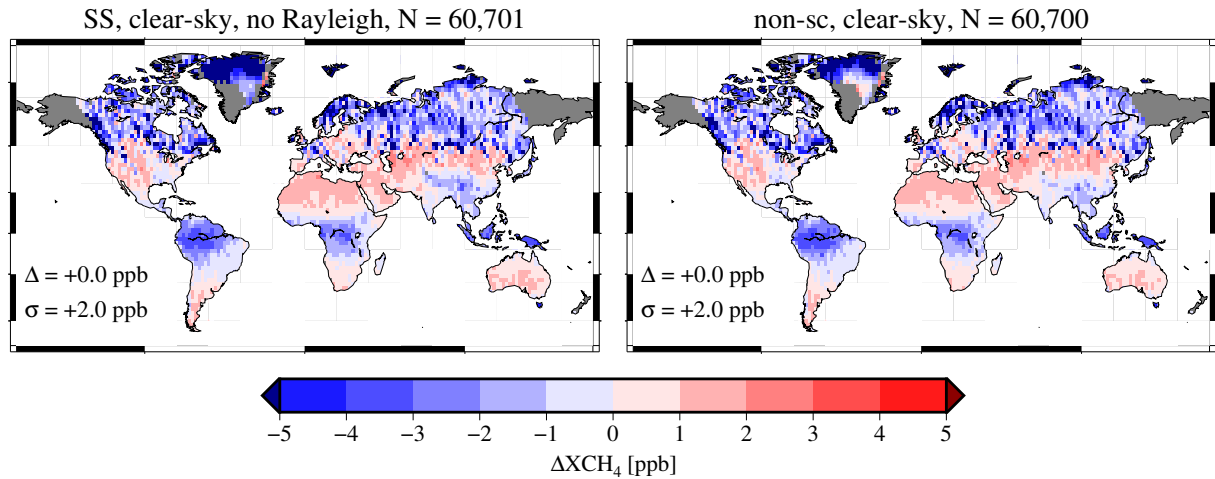 SS, clear-sky, no Rayleigh, N = 60,701
non-sc, clear-sky, N = 60,700
Δ = +0.0 ppb
σ = +2.0 ppb
Δ = +0.0 ppb
σ = +2.0 ppb
−5 −4 −3 −2 −1 0 1 2 3 4 5
ΔXCH₄ [ppb]